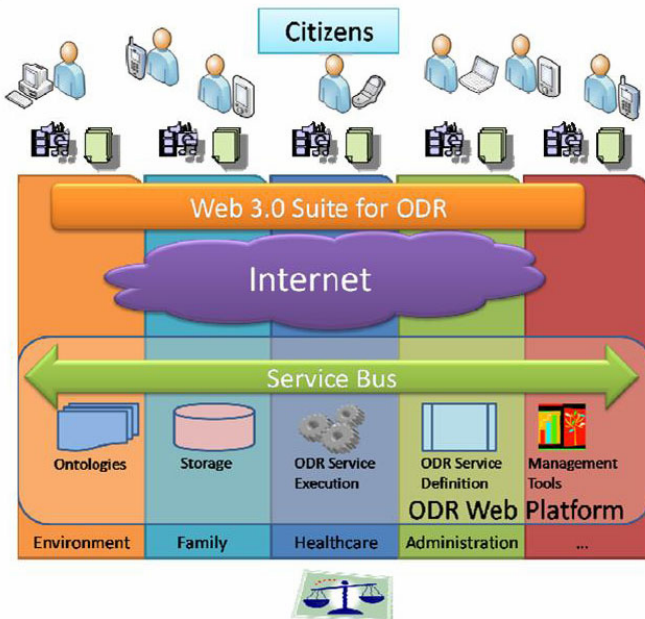 Citizens
Web 3.0 Suite for ODR
Internet
Service Bus
Ontologies
Storage
ODR Service
Execution
ODR Service
Definition
Management
Tools
ODR Web Platform
Environment
Family
Healthcare
Administration
...